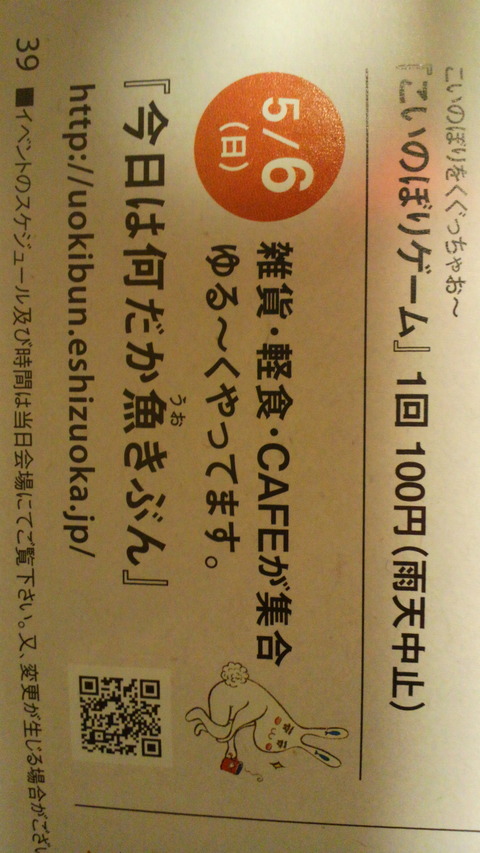 こいのぼりをくぐっちゃお～
『こいのぼりゲーム』 1回 100円 (雨天中止)
5/6
(日)
雑貨・軽食・CAFEが集合
ゆる～くやってます。
うお
『今日は何だか魚きぶん』
http://uokibun.eshizuoka.jp/
39 ■イベントのスケジュール及び時間は当日会場にてご覧下さい。又、変更が生じる場合がござい